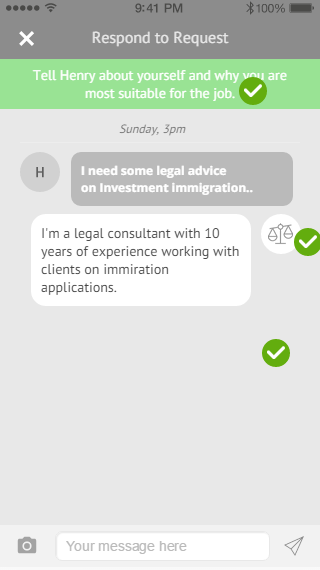 9:41 PM
100%
Respond to Request
Tell Henry about yourself and why you are
most suitable for the job.
Sunday, 3pm
H
I need some legal advice
on Investment immigration..
I'm a legal consultant with 10
years of experience working with
clients on immiration
applications.
Your message here